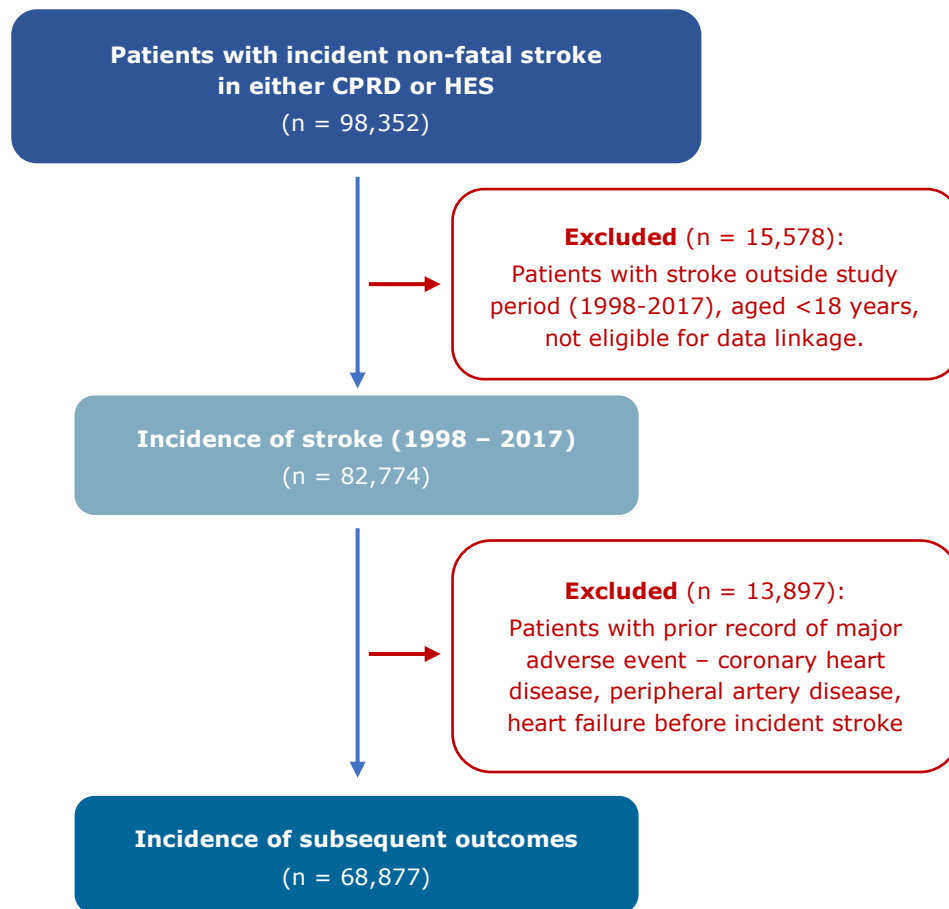 Patients with incident non-fatal stroke
in either CPRD or HES
(n = 98,352)
Excluded (n = 15,578):
Patients with stroke outside study
period (1998-2017), aged <18 years,
not eligible for data linkage.
Incidence of stroke (1998 – 2017)
(n = 82,774)
Excluded (n = 13,897):
Patients with prior record of major
adverse event – coronary heart
disease, peripheral artery disease,
heart failure before incident stroke
Incidence of subsequent outcomes
(n = 68,877)